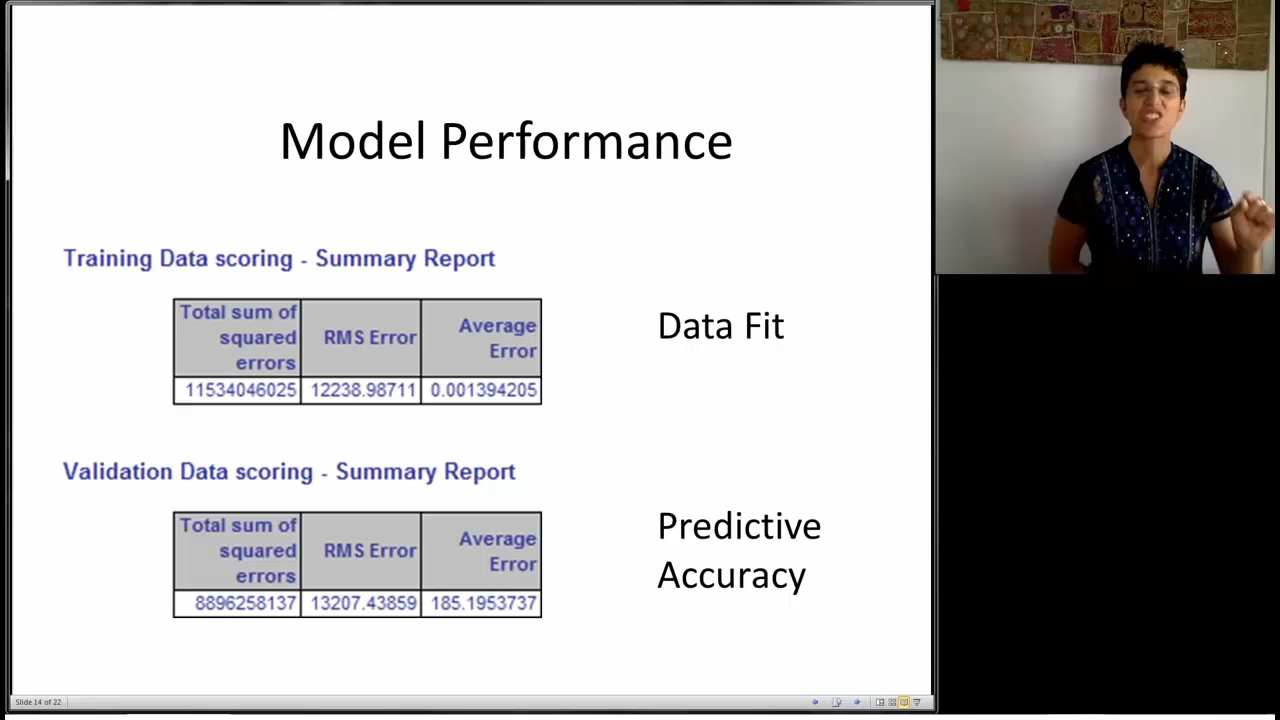 Model Performance
Training Data scoring - Summary Report
Total sum of squared errors RMS Error Average Error
11534046025 12238.98711 0.001394205
Data Fit
Validation Data scoring - Summary Report
Total sum of squared errors RMS Error Average Error
8896258137 13207.43859 185.1953737
Predictive
Accuracy
Slide 14 of 22